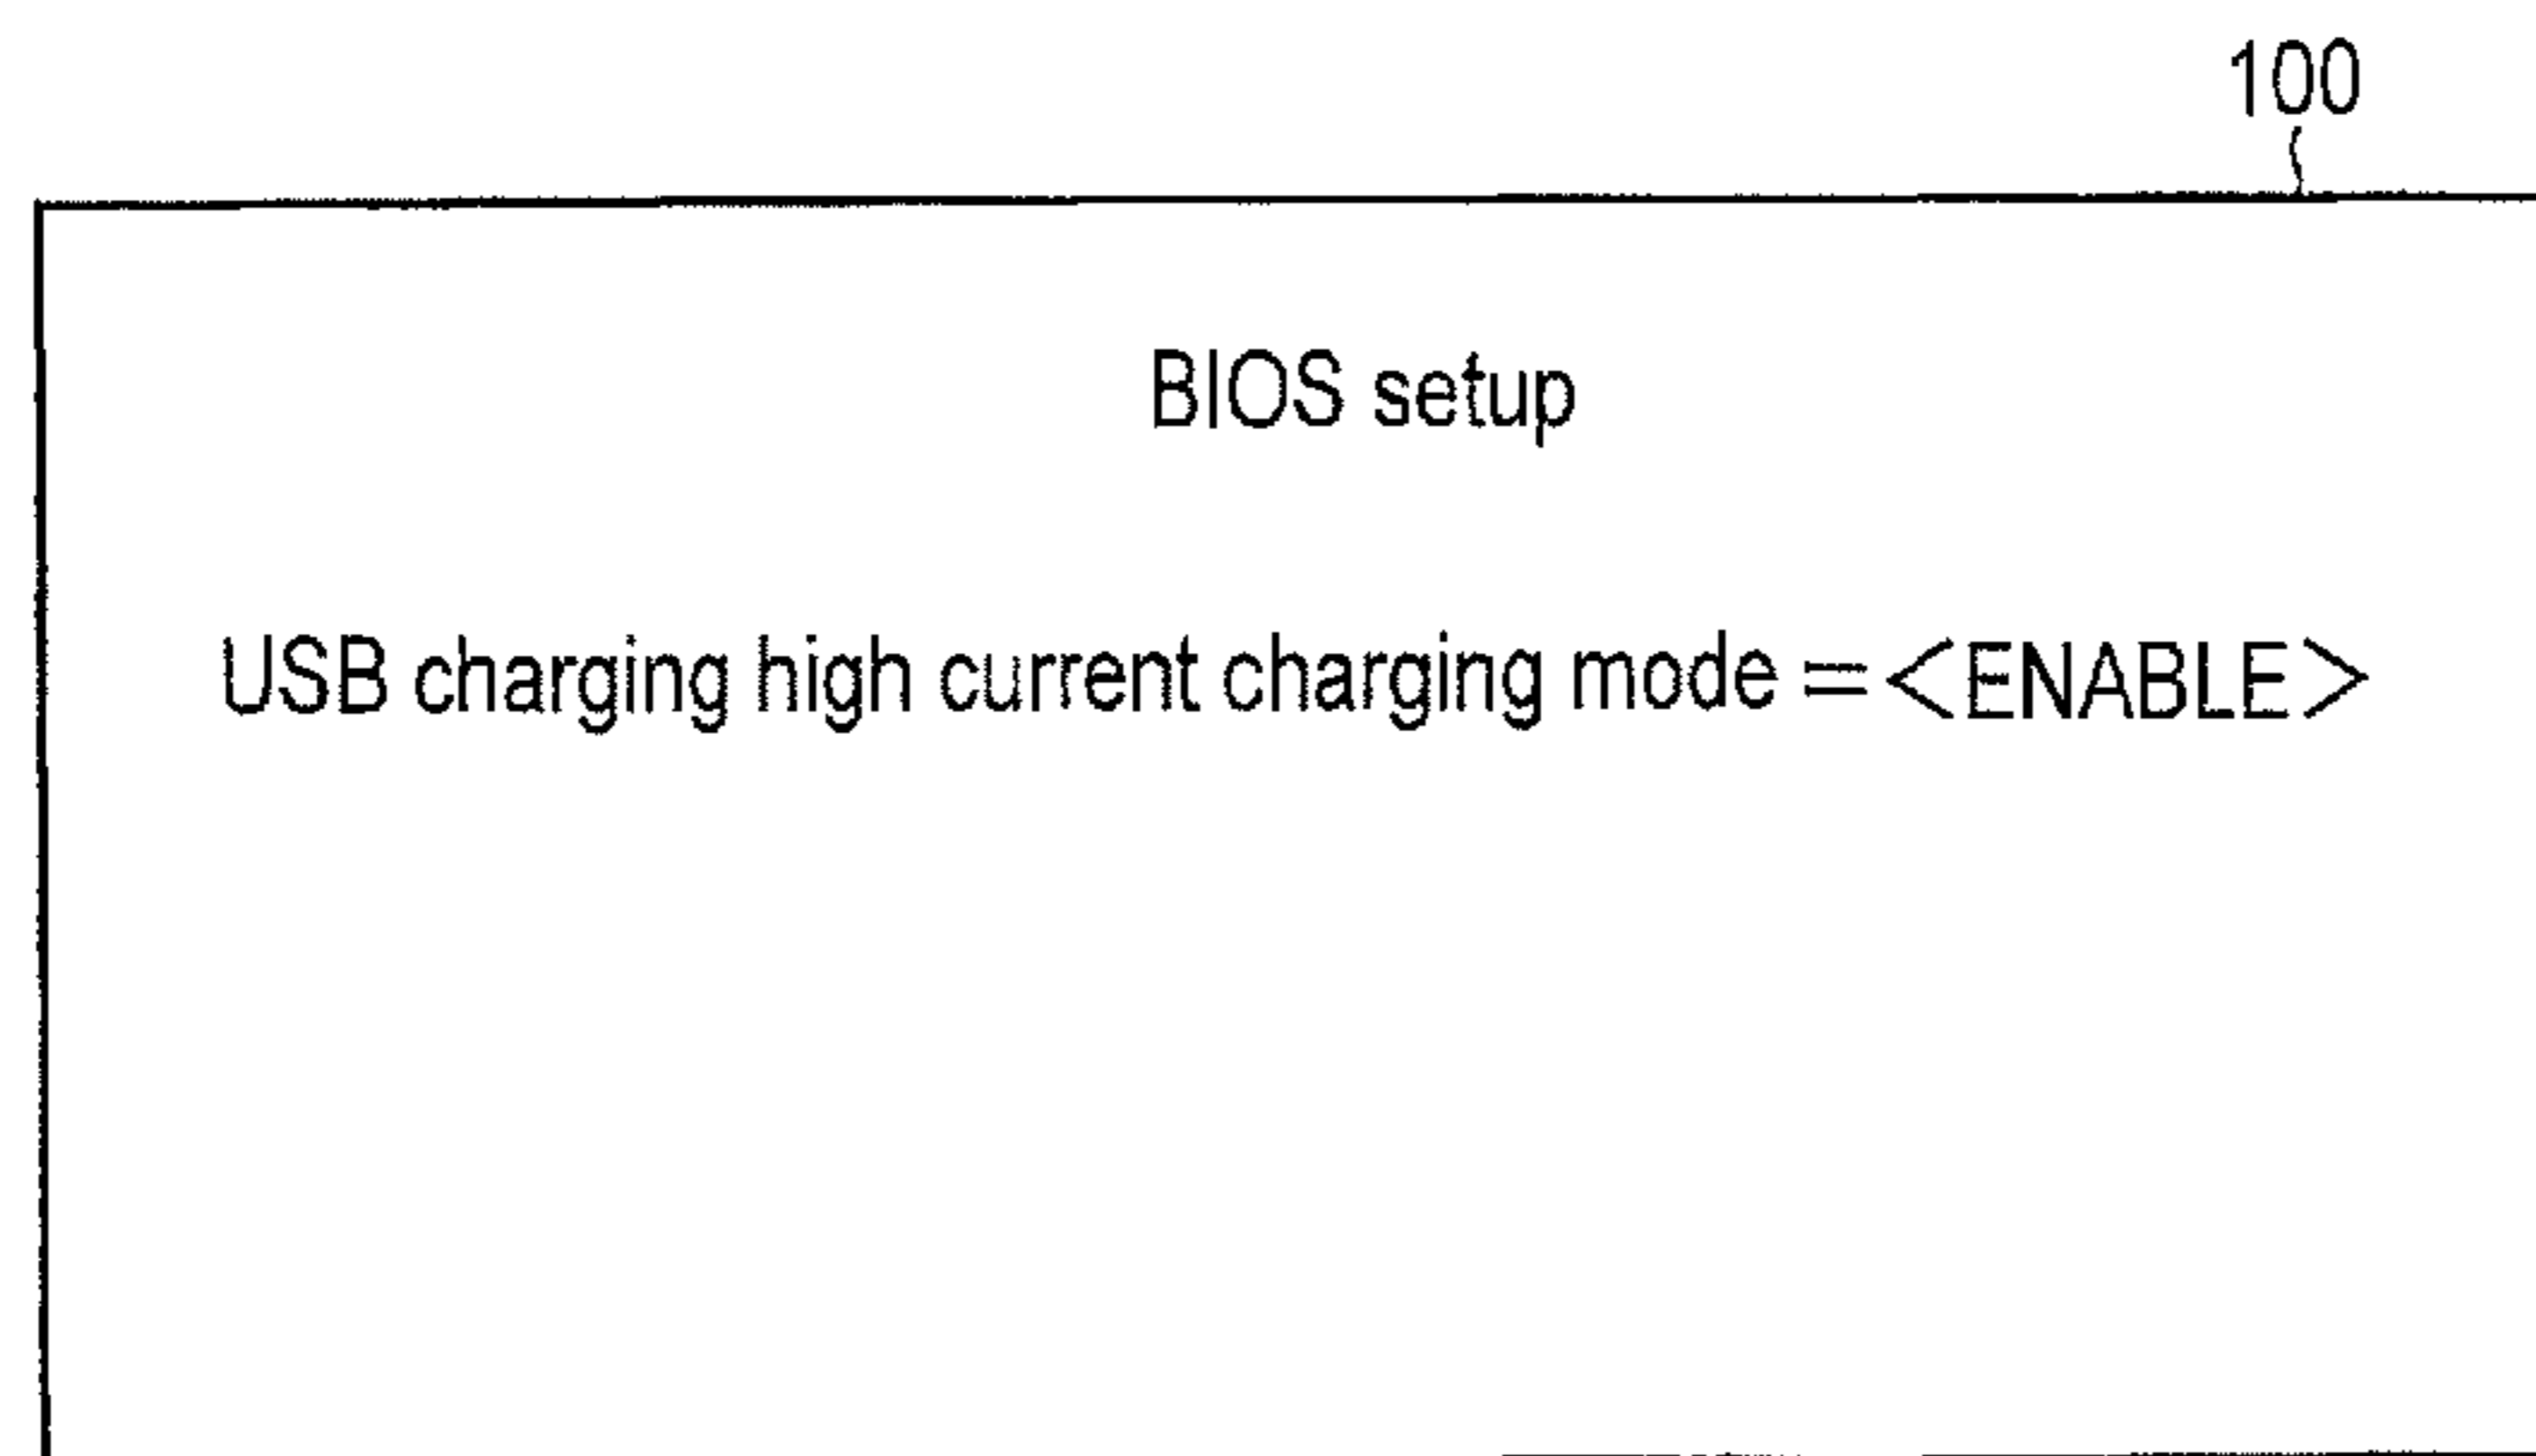 100
BIOS setup
USB charging high current charging mode =<ENABLE>